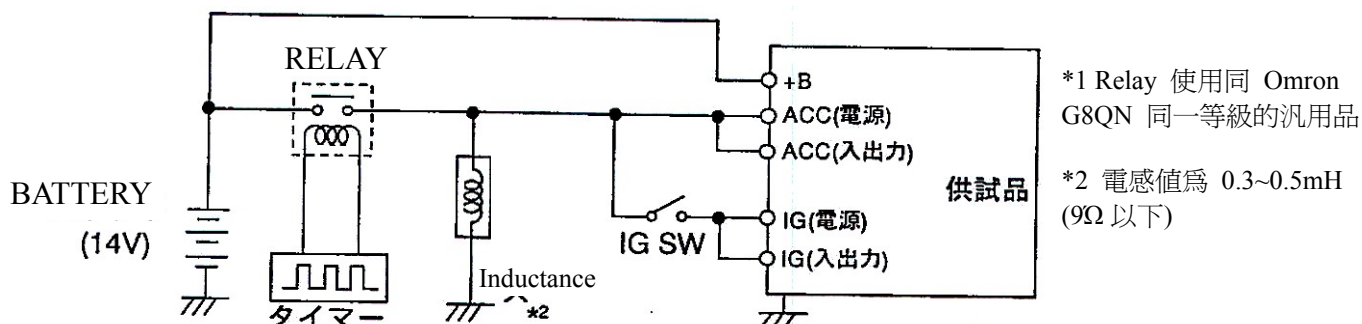 RELAY
BATTERY
(14V)
タイマー
Inductance
*2
IG SW
+B
ACC(電源)
ACC(入出力)
IG(電源)
IG(入出力)
供試品
*1 Relay 使用同 Omron
G8QN 同一等級的汎用品
*2 電感值爲 0.3~0.5mH
(9Ω 以下)